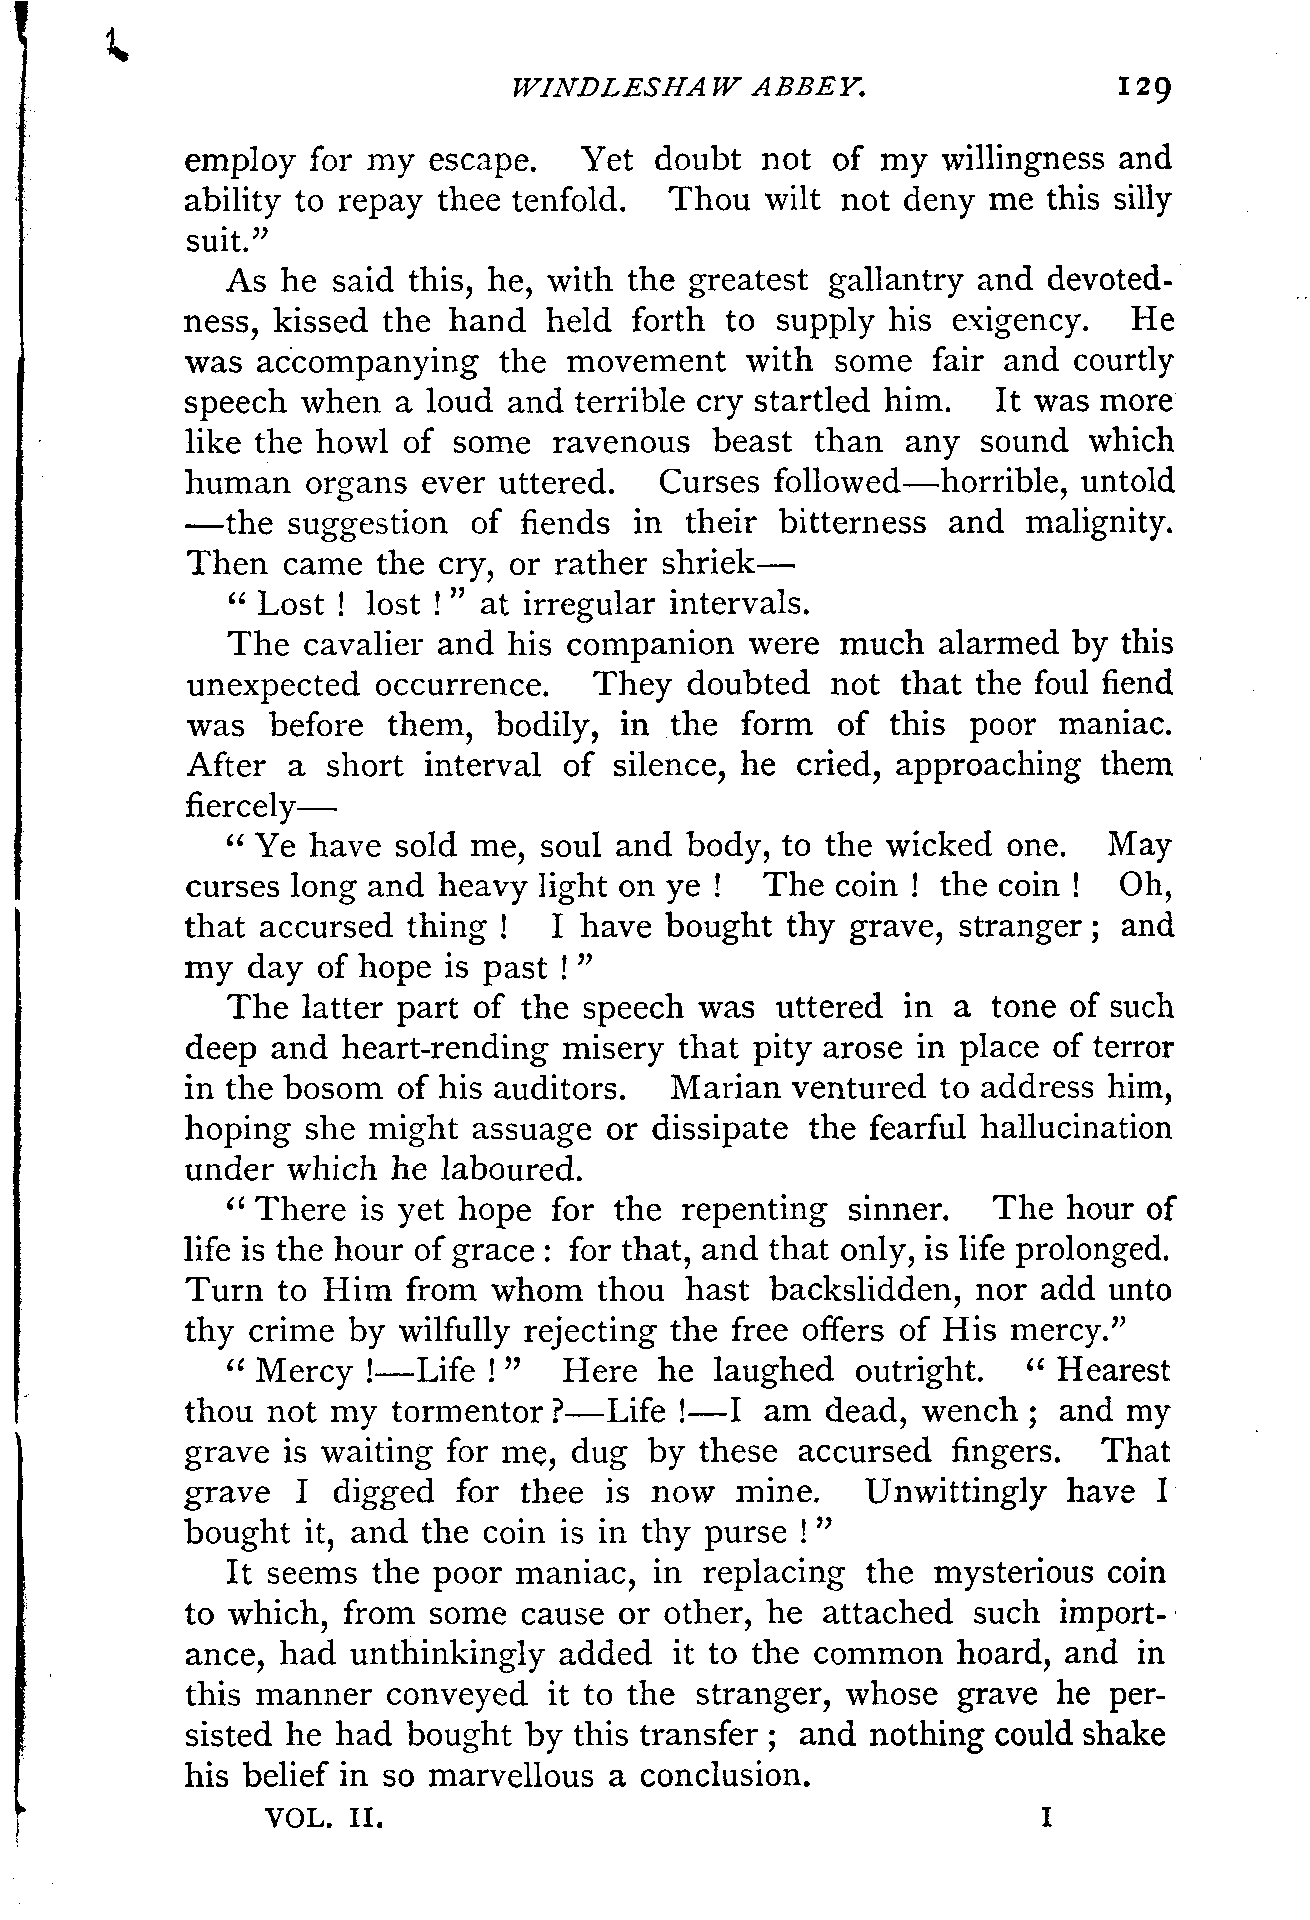 WINDLESHAW ABBEY. 129
employ for my escape. Yet doubt not of my willingness and
ability to repay thee tenfold. Thou wilt not deny me this silly
suit.”
As he said this, he, with the greatest gallantry and devoted-
ness, kissed the hand held forth to supply his exigency. He
was accompanying the movement with some fair and courtly
speech when a loud and terrible cry startled him. It was more
like the howl of some ravenous beast than any sound which
human organs ever uttered. Curses followed—horrible, untold
—the suggestion of fiends in their bitterness and malignity.
Then came the cry, or rather shriek—
“ Lost ! lost ! ” at irregular intervals.
The cavalier and his companion were much alarmed by this
unexpected occurrence. They doubted not that the foul fiend
was before them, bodily, in the form of this poor maniac.
After a short interval of silence, he cried, approaching them
fiercely—
“ Ye have sold me, soul and body, to the wicked one. May
curses long and heavy light on ye ! The coin ! the coin ! Oh,
that accursed thing ! I have bought thy grave, stranger ; and
my day of hope is past ! ”
The latter part of the speech was uttered in a tone of such
deep and heart-rending misery that pity arose in place of terror
in the bosom of his auditors. Marian ventured to address him,
hoping she might assuage or dissipate the fearful hallucination
under which he laboured.
“ There is yet hope for the repenting sinner. The hour of
life is the hour of grace : for that, and that only, is life prolonged.
Turn to Him from whom thou hast backslidden, nor add unto
thy crime by wilfully rejecting the free offers of His mercy.”
“ Mercy !—Life ! ” Here he laughed outright. “ Hearest
thou not my tormentor ?—Life !—I am dead, wench ; and my
grave is waiting for me, dug by these accursed fingers. That
grave I digged for thee is now mine. Unwittingly have I
bought it, and the coin is in thy purse ! ”
It seems the poor maniac, in replacing the mysterious coin
to which, from some cause or other, he attached such import-
ance, had unthinkingly added it to the common hoard, and in
this manner conveyed it to the stranger, whose grave he per-
sisted he had bought by this transfer ; and nothing could shake
his belief in so marvellous a conclusion.
VOL. II. I